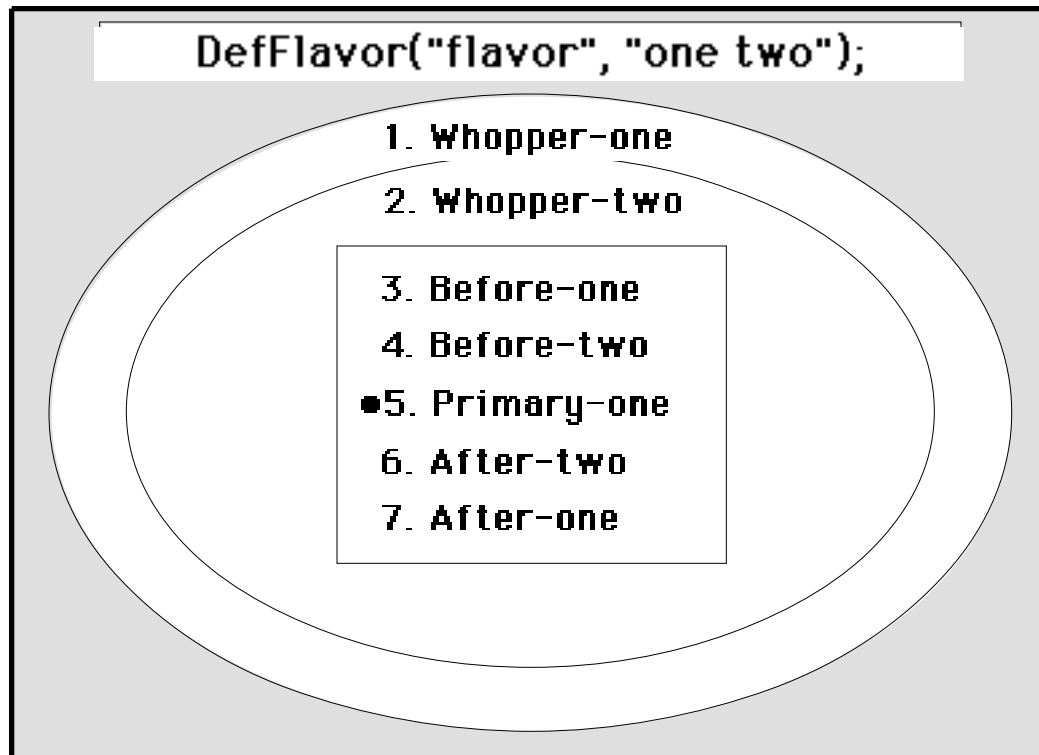 DefFlavor("flavor", "one two");
1. Whopper-one
2. Whopper-two
3. Before-one
4. Before-two
●5. Primary-one
6. After-two
7. After-one